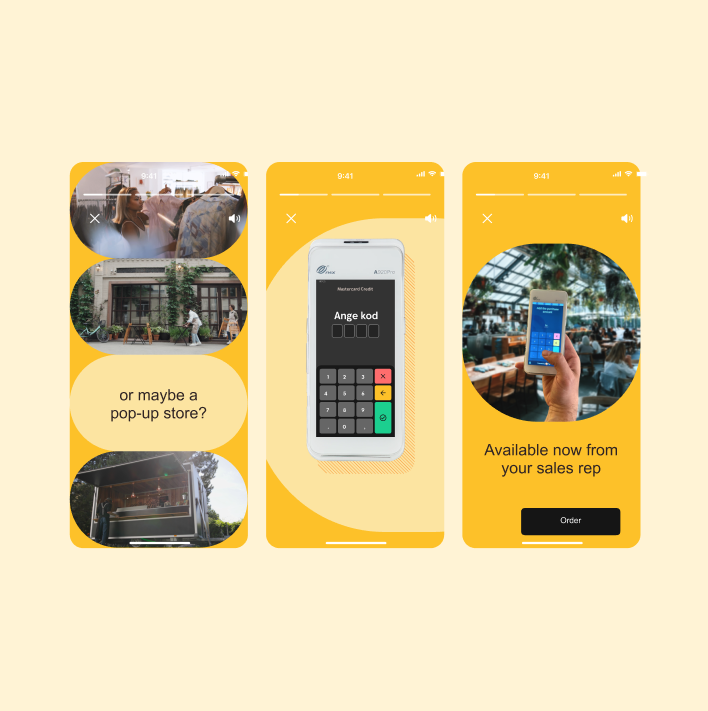 9:41
or maybe a
pop-up store?
9:41
PAX
A920Pro
Mastercard Credit
Ange kod
1 2 3
4 5 6
7 8 9
. 0 ,
9:41
Available now from
your sales rep
Order